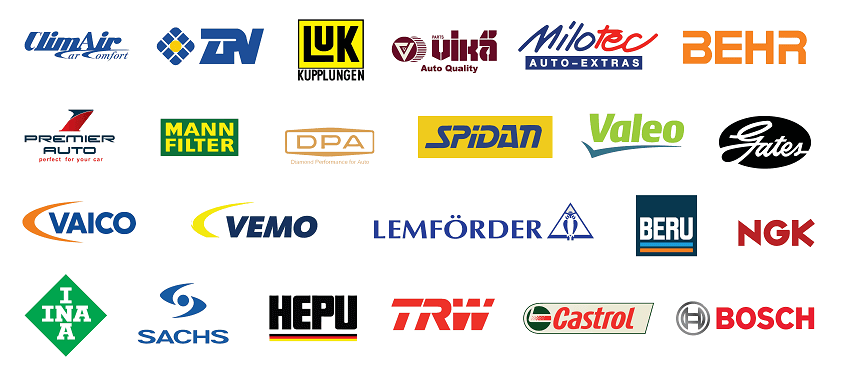 ClimAir
Car Comfort
LuK
KUPPLUNGEN
PARTS
vika
Auto Quality
Milotec
AUTO-EXTRAS
BEHR
PREMIER
AUTO
perfect for your car
MANN
FILTER
DPA
Diamond Performance for Auto
SPiDAN
Valeo
Gates
VAICO
VEMO
LEMFÖRDER
BERU
NGK
INA
INA
SACHS
HEPU
TRW
Castrol
BOSCH